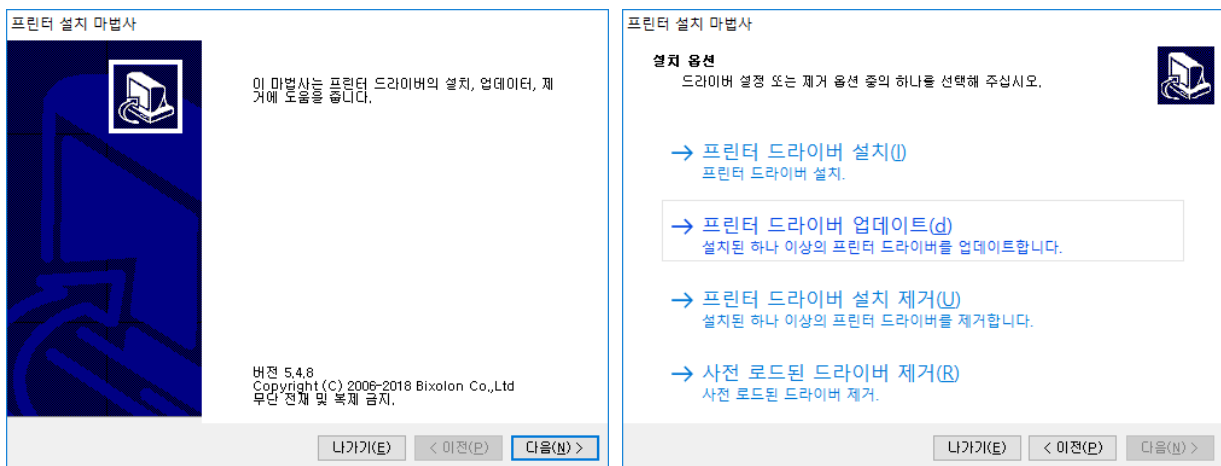 프린터 설치 마법사
이 마법사는 프린터 드라이버의 설치, 업데이터, 제
거에 도움을 줍니다.
버전 5.4.8
Copyright (C) 2006-2018 Bixolon Co.,Ltd
무단 전재 및 복제 금지.
나가기(E)
< 이전(P)
다음(N) >
프린터 설치 마법사
설치 옵션
드라이버 설정 또는 제거 옵션 중의 하나를 선택해 주십시오.
→ 프린터 드라이버 설치(I)
프린터 드라이버 설치.
→ 프린터 드라이버 업데이트(d)
설치된 하나 이상의 프린터 드라이버를 업데이트합니다.
→ 프린터 드라이버 설치 제거(U)
설치된 하나 이상의 프린터 드라이버를 제거합니다.
→ 사전 로드된 드라이버 제거(R)
사전 로드된 드라이버 제거.
나가기(E)
< 이전(P)
다음(N) >